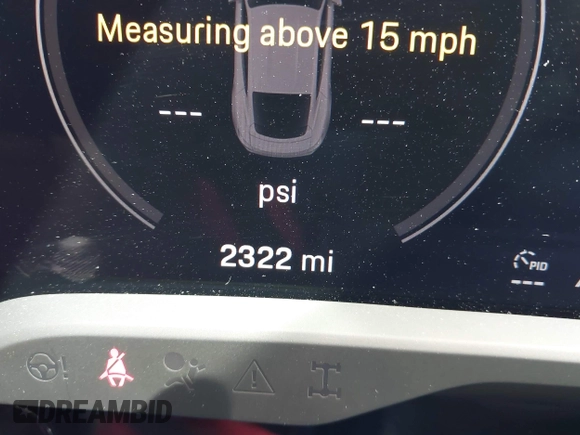 Measuring above 15 mph
--- ---
psi
2322 mi
PID
---
DREAMBID